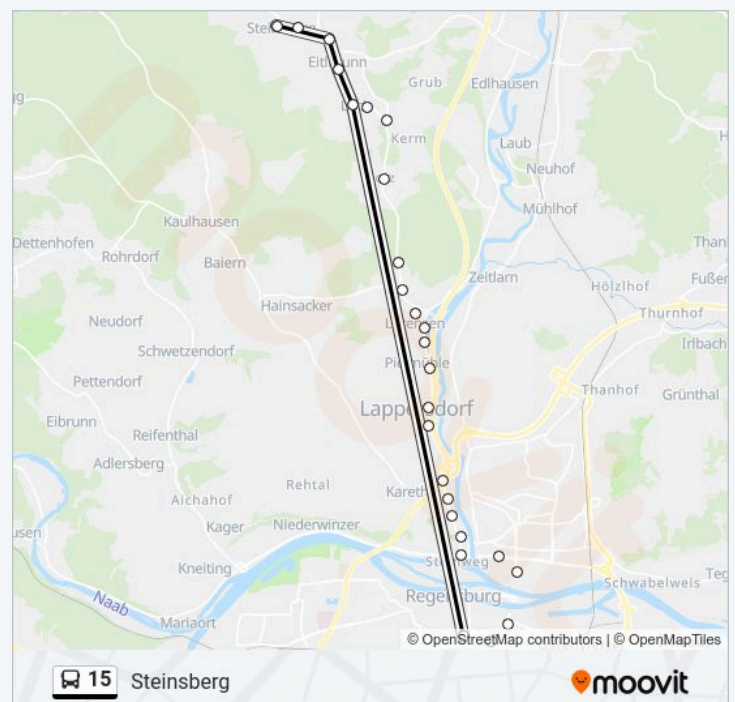 Eitlbrunn
Grub
Edlhausen
Kerm
Laub
Neuhof
Mühlhof
Kaulhausen
Dettenhofen
Rohrdorf
Baiern
Zeitlarn
Hainsacker
Hölzlhof
Thurnhof
Neudorf
Schwetzendorf
Pielmühle
Irlbach
Pettendorf
Thanhof
Grünthal
Lappersdorf
Eibrunn
Reifenthal
Adlersberg
Rehtal
Kareth
Aichahof
Kager
Niederwinzer
Kneiting
Steinweg
Schwabelweis
Naab
Regensburg
Mariaort
© OpenStreetMap contributors | © OpenMapTiles
15 Steinsberg
moovit